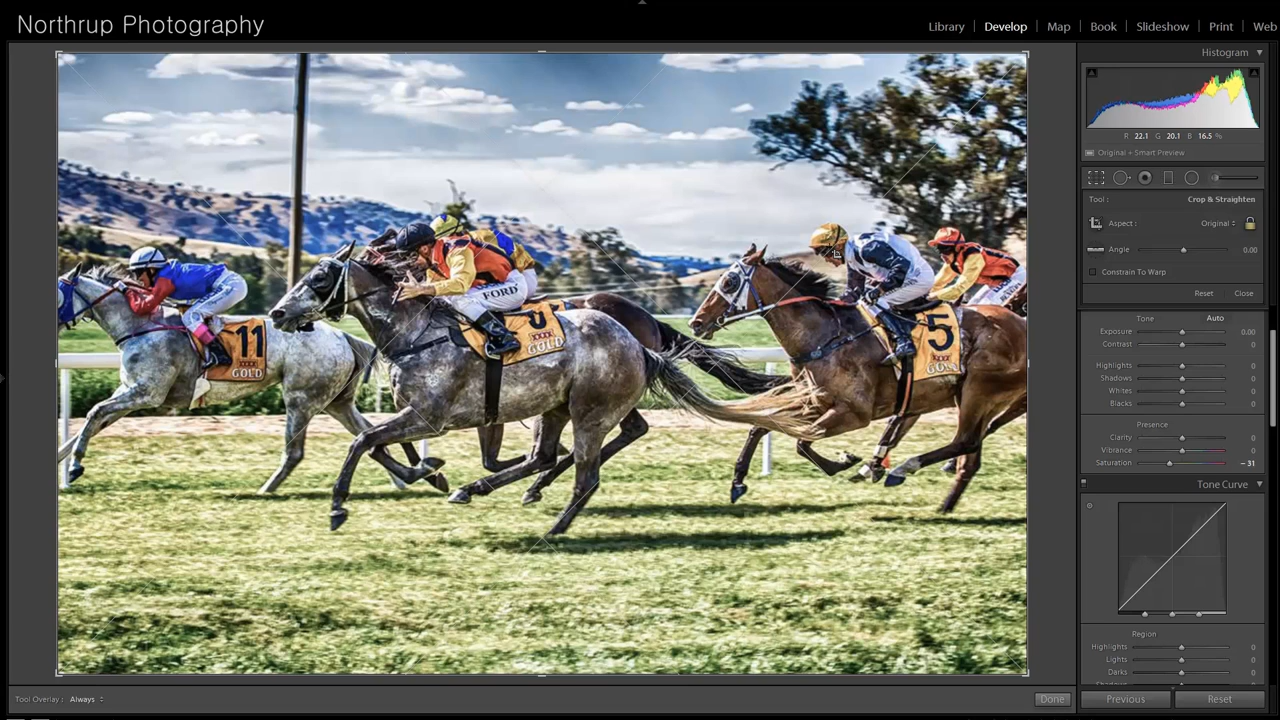 Northrup Photography
Library | Develop | Map | Book | Slideshow | Print | Web
Histogram
R 22.1 G 20.1 B 16.5 %
Original + Smart Preview
Tool : Crop & Straighten
Aspect : Original
Angle 0.00
Constrain To Warp
Reset Close
Tone Auto
Exposure 0.00
Contrast 0
Highlights 0
Shadows 0
Whites 0
Blacks 0
Presence
Clarity 0
Vibrance 0
Saturation − 31
Tone Curve
Region
Highlights 0
Lights 0
Darks 0
Shadows
Previous Reset
Tool Overlay : Always Done
11
GOLD
FORD
GOLD
5
GOLD